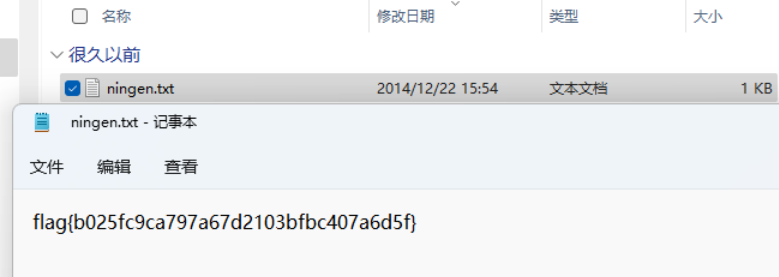 名称 修改日期 类型 大小
很久以前
ningen.txt 2014/12/22 15:54 文本文档 1 KB
ningen.txt - 记事本
文件 编辑 查看
flag{b025fc9ca797a67d2103bfbc407a6d5f}